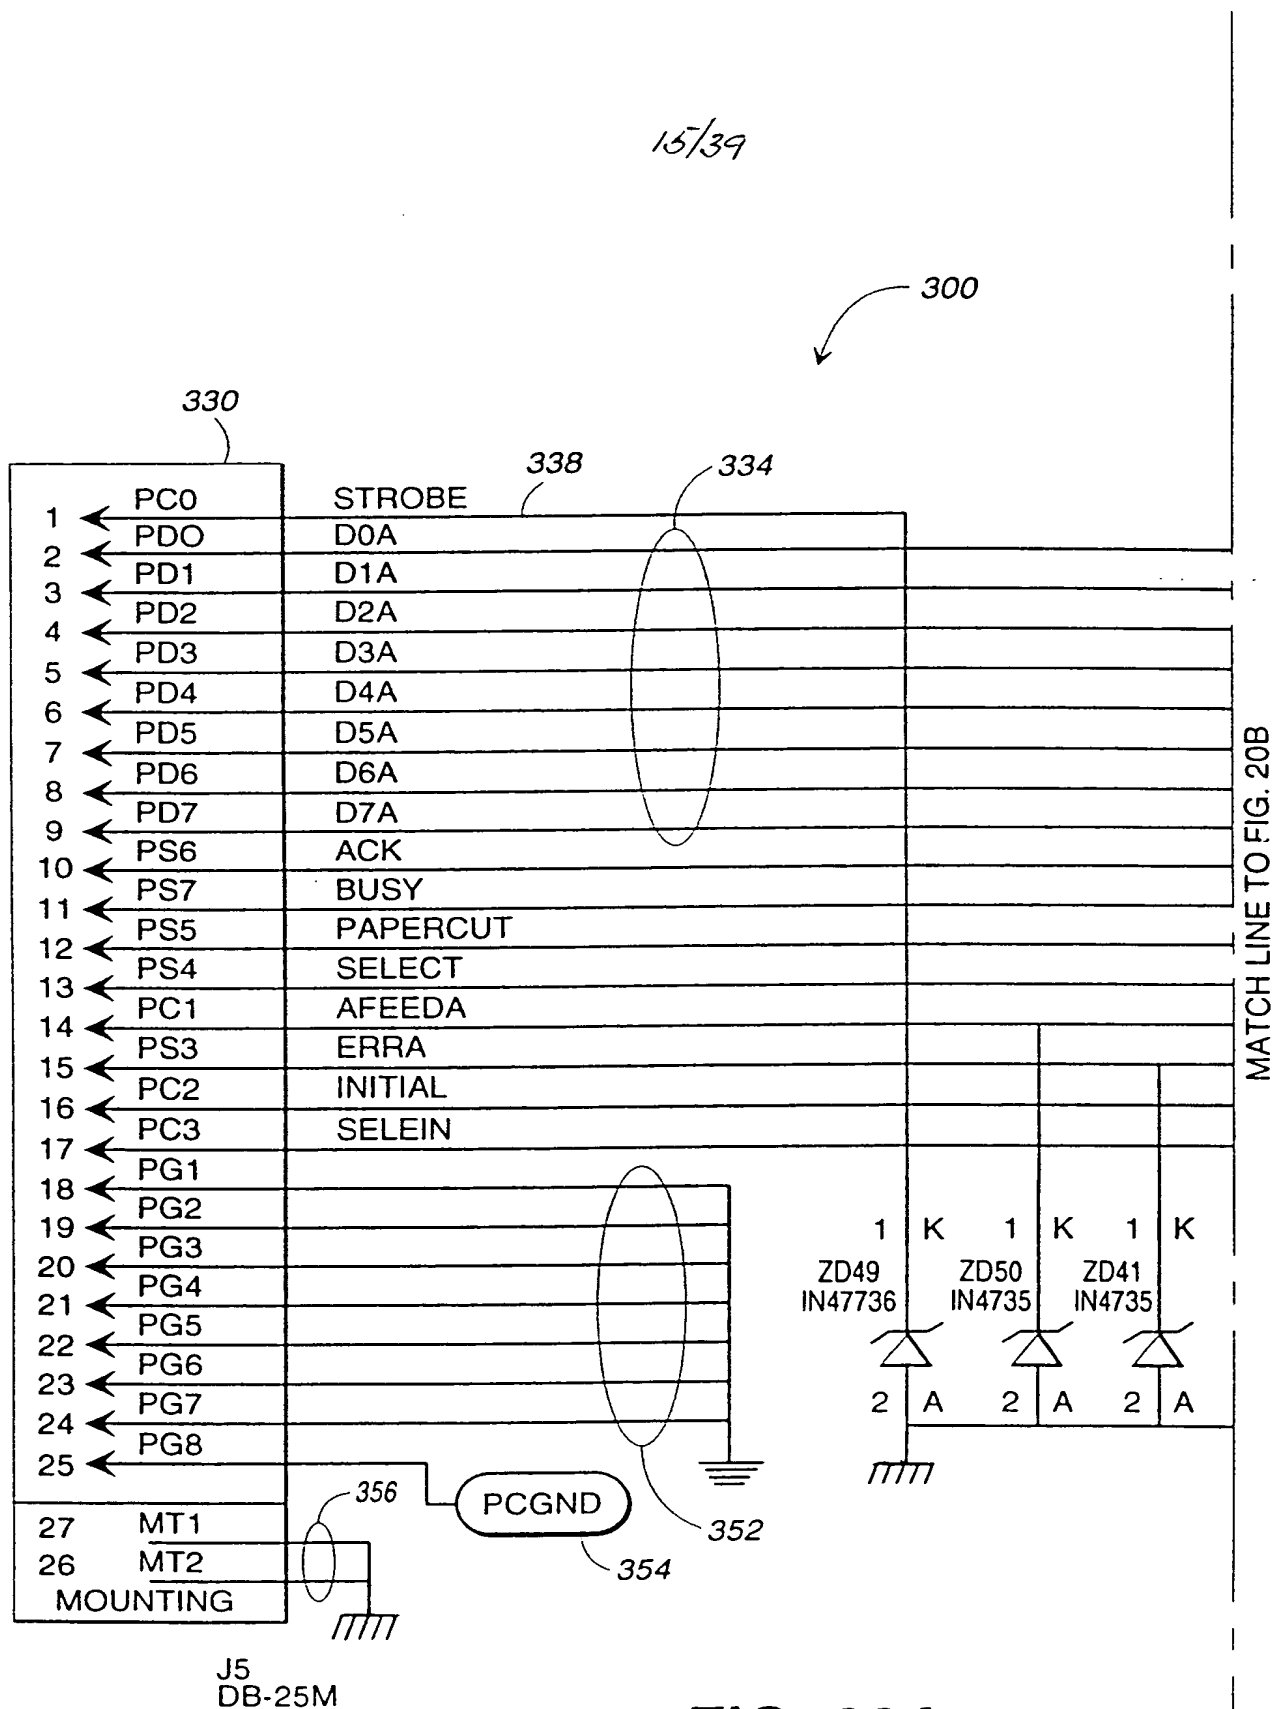 15/39
300
330
338
334
1 PC0 STROBE
2 PDO D0A
3 PD1 D1A
4 PD2 D2A
5 PD3 D3A
6 PD4 D4A
7 PD5 D5A
8 PD6 D6A
9 PD7 D7A
10 PS6 ACK
11 PS7 BUSY
12 PS5 PAPERCUT
13 PS4 SELECT
14 PC1 AFEEDA
15 PS3 ERRA
16 PC2 INITIAL
17 PC3 SELEIN
18 PG1
19 PG2
20 PG3
21 PG4
22 PG5
23 PG6
24 PG7
25 PG8
MATCH LINE TO FIG. 20B
1 K 1 K 1 K
ZD49 ZD50 ZD41
IN47736 IN4735 IN4735
2 A 2 A 2 A
356
PCGND
352
354
27 MT1
26 MT2
MOUNTING
J5
DB-25M